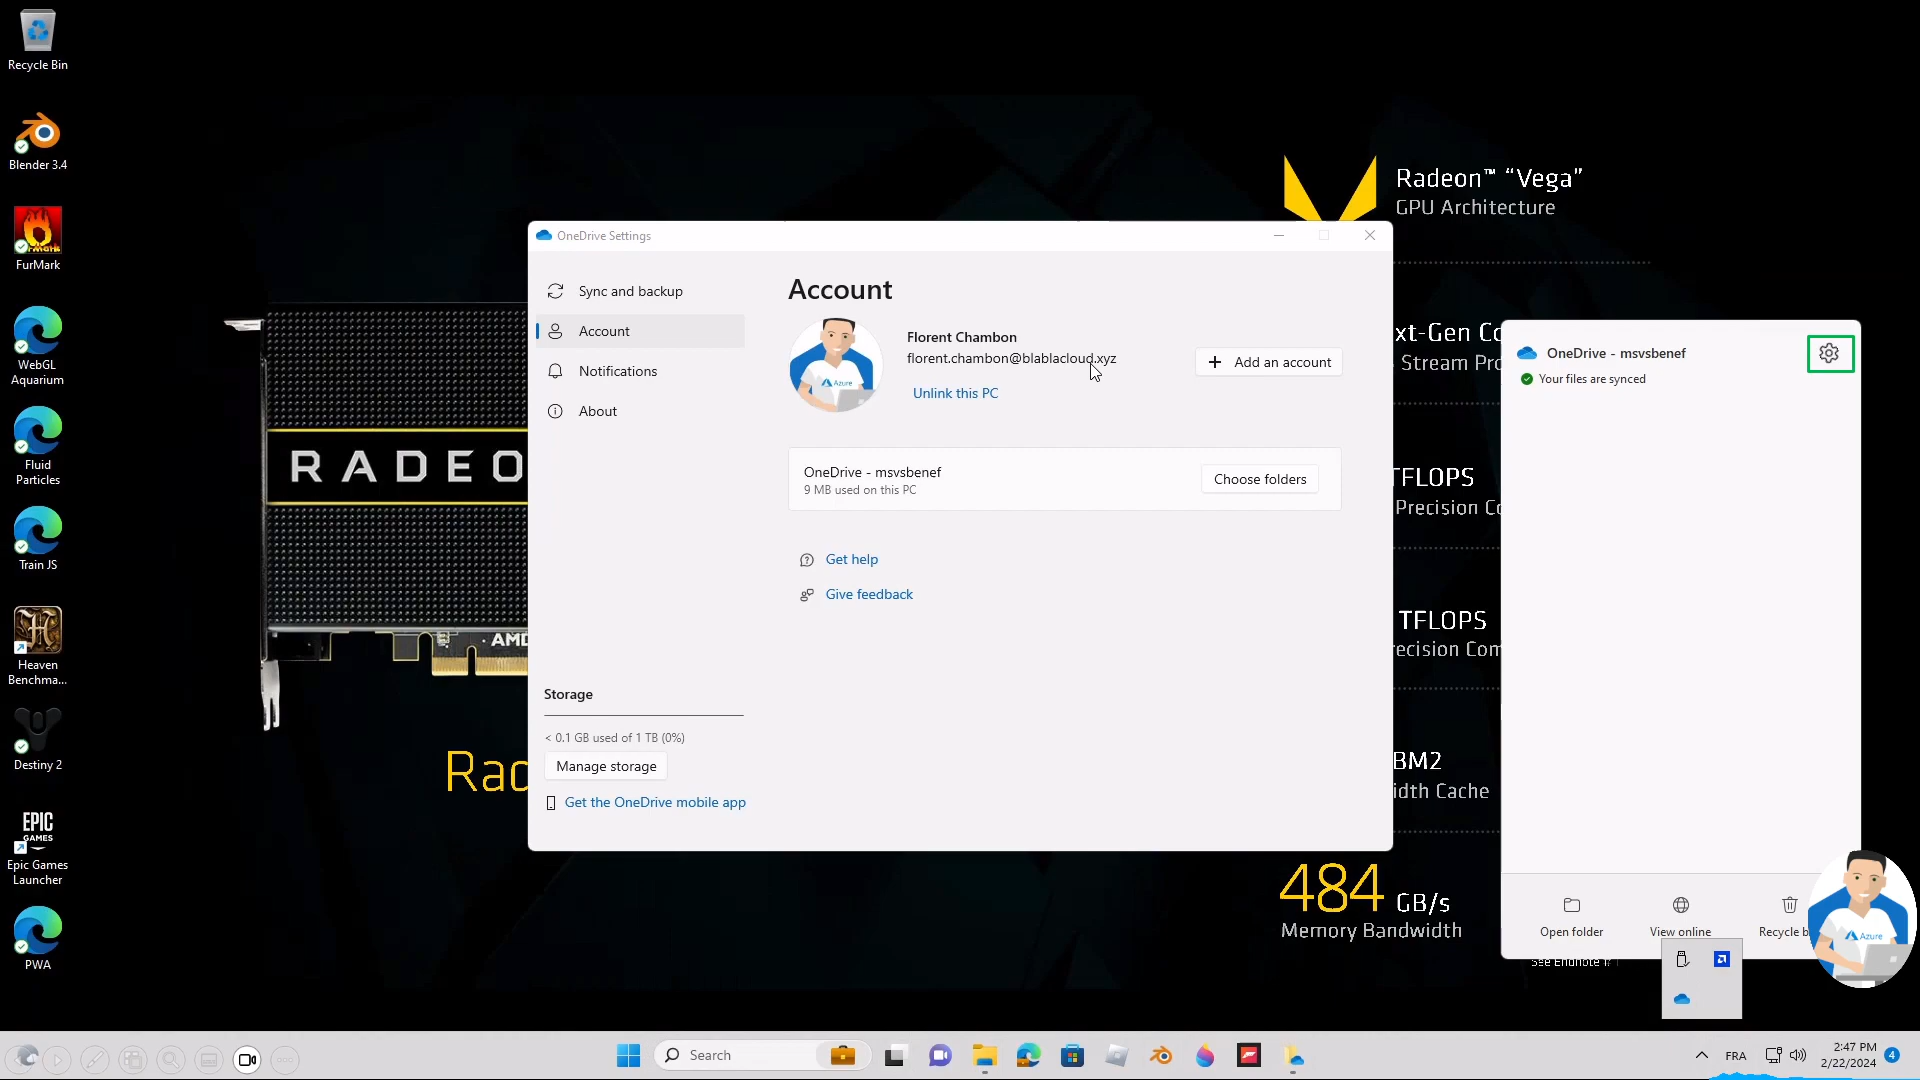 Recycle Bin
Blender 3.4
FurMark
WebGL
Aquarium
Fluid
Particles
Train JS
Heaven
Benchma...
Destiny 2
EPIC
GAMES
Epic Games
Launcher
PWA
RADEO
AMD
Rad
Radeon™ “Vega”
GPU Architecture
xt-Gen Co
Stream Pro
TFLOPS
Precision Co
TFLOPS
recision Com
BM2
idth Cache
484 GB/s
Memory Bandwidth
See Endnote
OneDrive Settings
Sync and backup
Account
Notifications
About
Storage
< 0.1 GB used of 1 TB (0%)
Manage storage
Get the OneDrive mobile app
Account
Florent Chambon
florent.chambon@blablacloud.xyz
Unlink this PC
Azure
Add an account
OneDrive - msvsbenef
9 MB used on this PC
Choose folders
Get help
Give feedback
OneDrive - msvsbenef
Your files are synced
Open folder
View online
Recycle b
Azure
Search
FRA
2:47 PM
2/22/2024
4